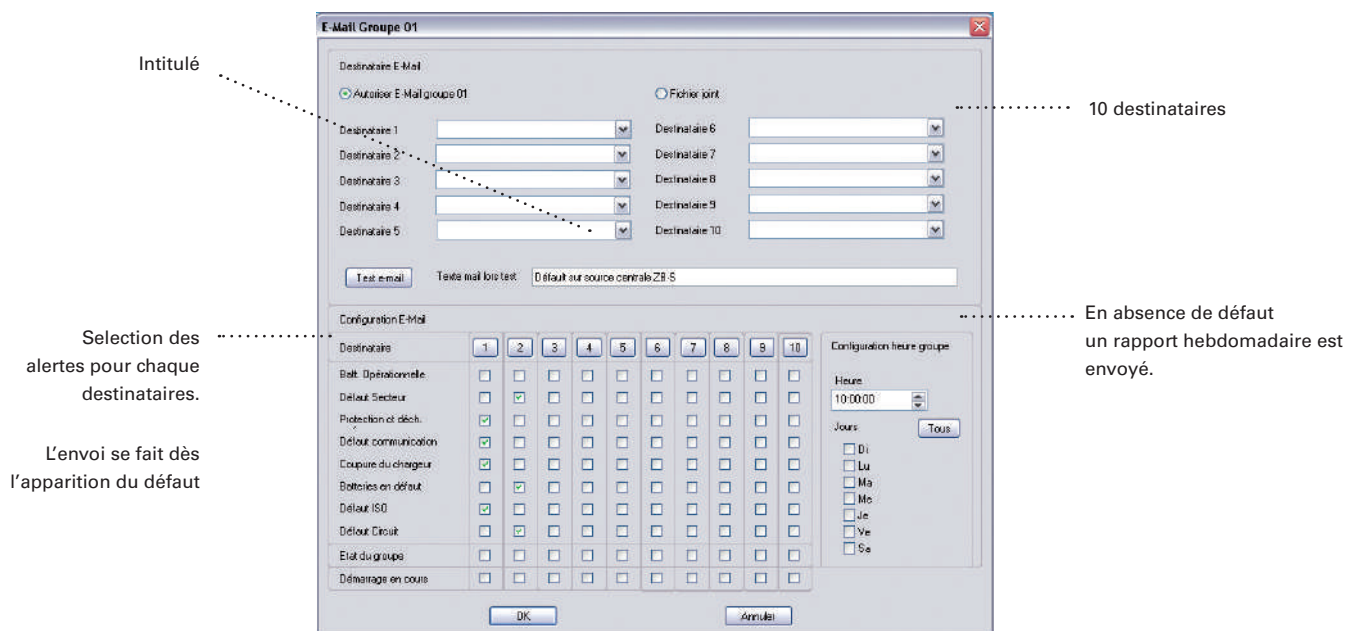 E-Mail Groupe 01
Intitulé
Destinataire E-Mail
Autoriser E-Mail groupe 01
Fichier joint
10 destinataires
Destinataire 1
Destinataire 6
Destinataire 2
Destinataire 7
Destinataire 3
Destinataire 8
Destinataire 4
Destinataire 9
Destinataire 5
Destinataire 10
Test e-mail
Texte mail lors test
Défaut sur source centrale ZB-S
Configuration E-Mail
En absence de défaut
un rapport hebdomadaire est
envoyé.
Selection des
alertes pour chaque
destinataires.
L'envoi se fait dès
l'apparition du défaut
Destinataire 1 2 3 4 5 6 7 8 9 10
Batt. Opérationnelle
Défaut Secteur
Protection et déch.
Défaut communication
Coupure du chargeur
Batteries en défaut
Défaut ISO
Défaut Circuit
Etat du groupe
Démarrage en cours
Configuration heure groupe
Heure
10:00:00
Jours
Tous
Di
Lu
Ma
Me
Je
Ve
Sa
OK
Annuler